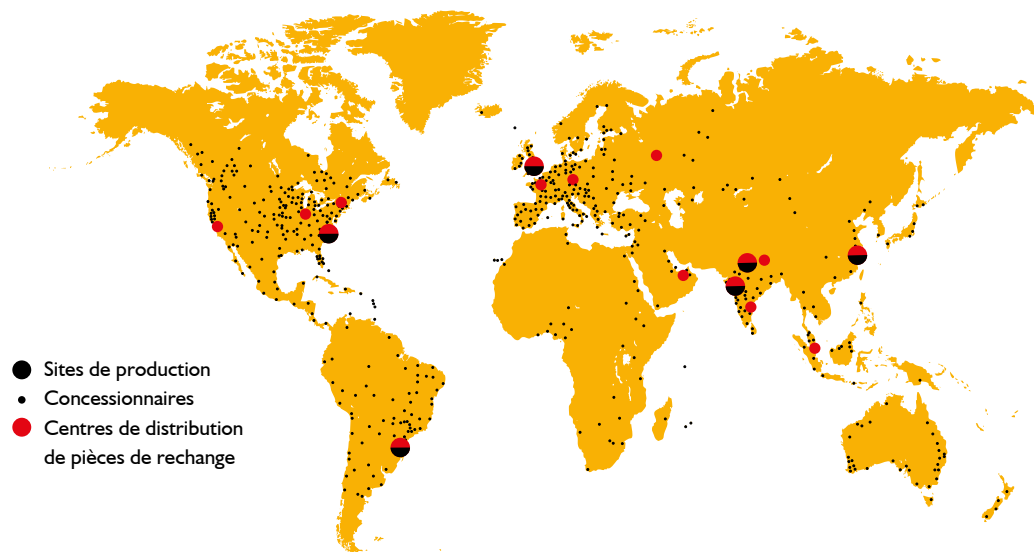 Sites de production
Concessionnaires
Centres de distribution
de pièces de rechange